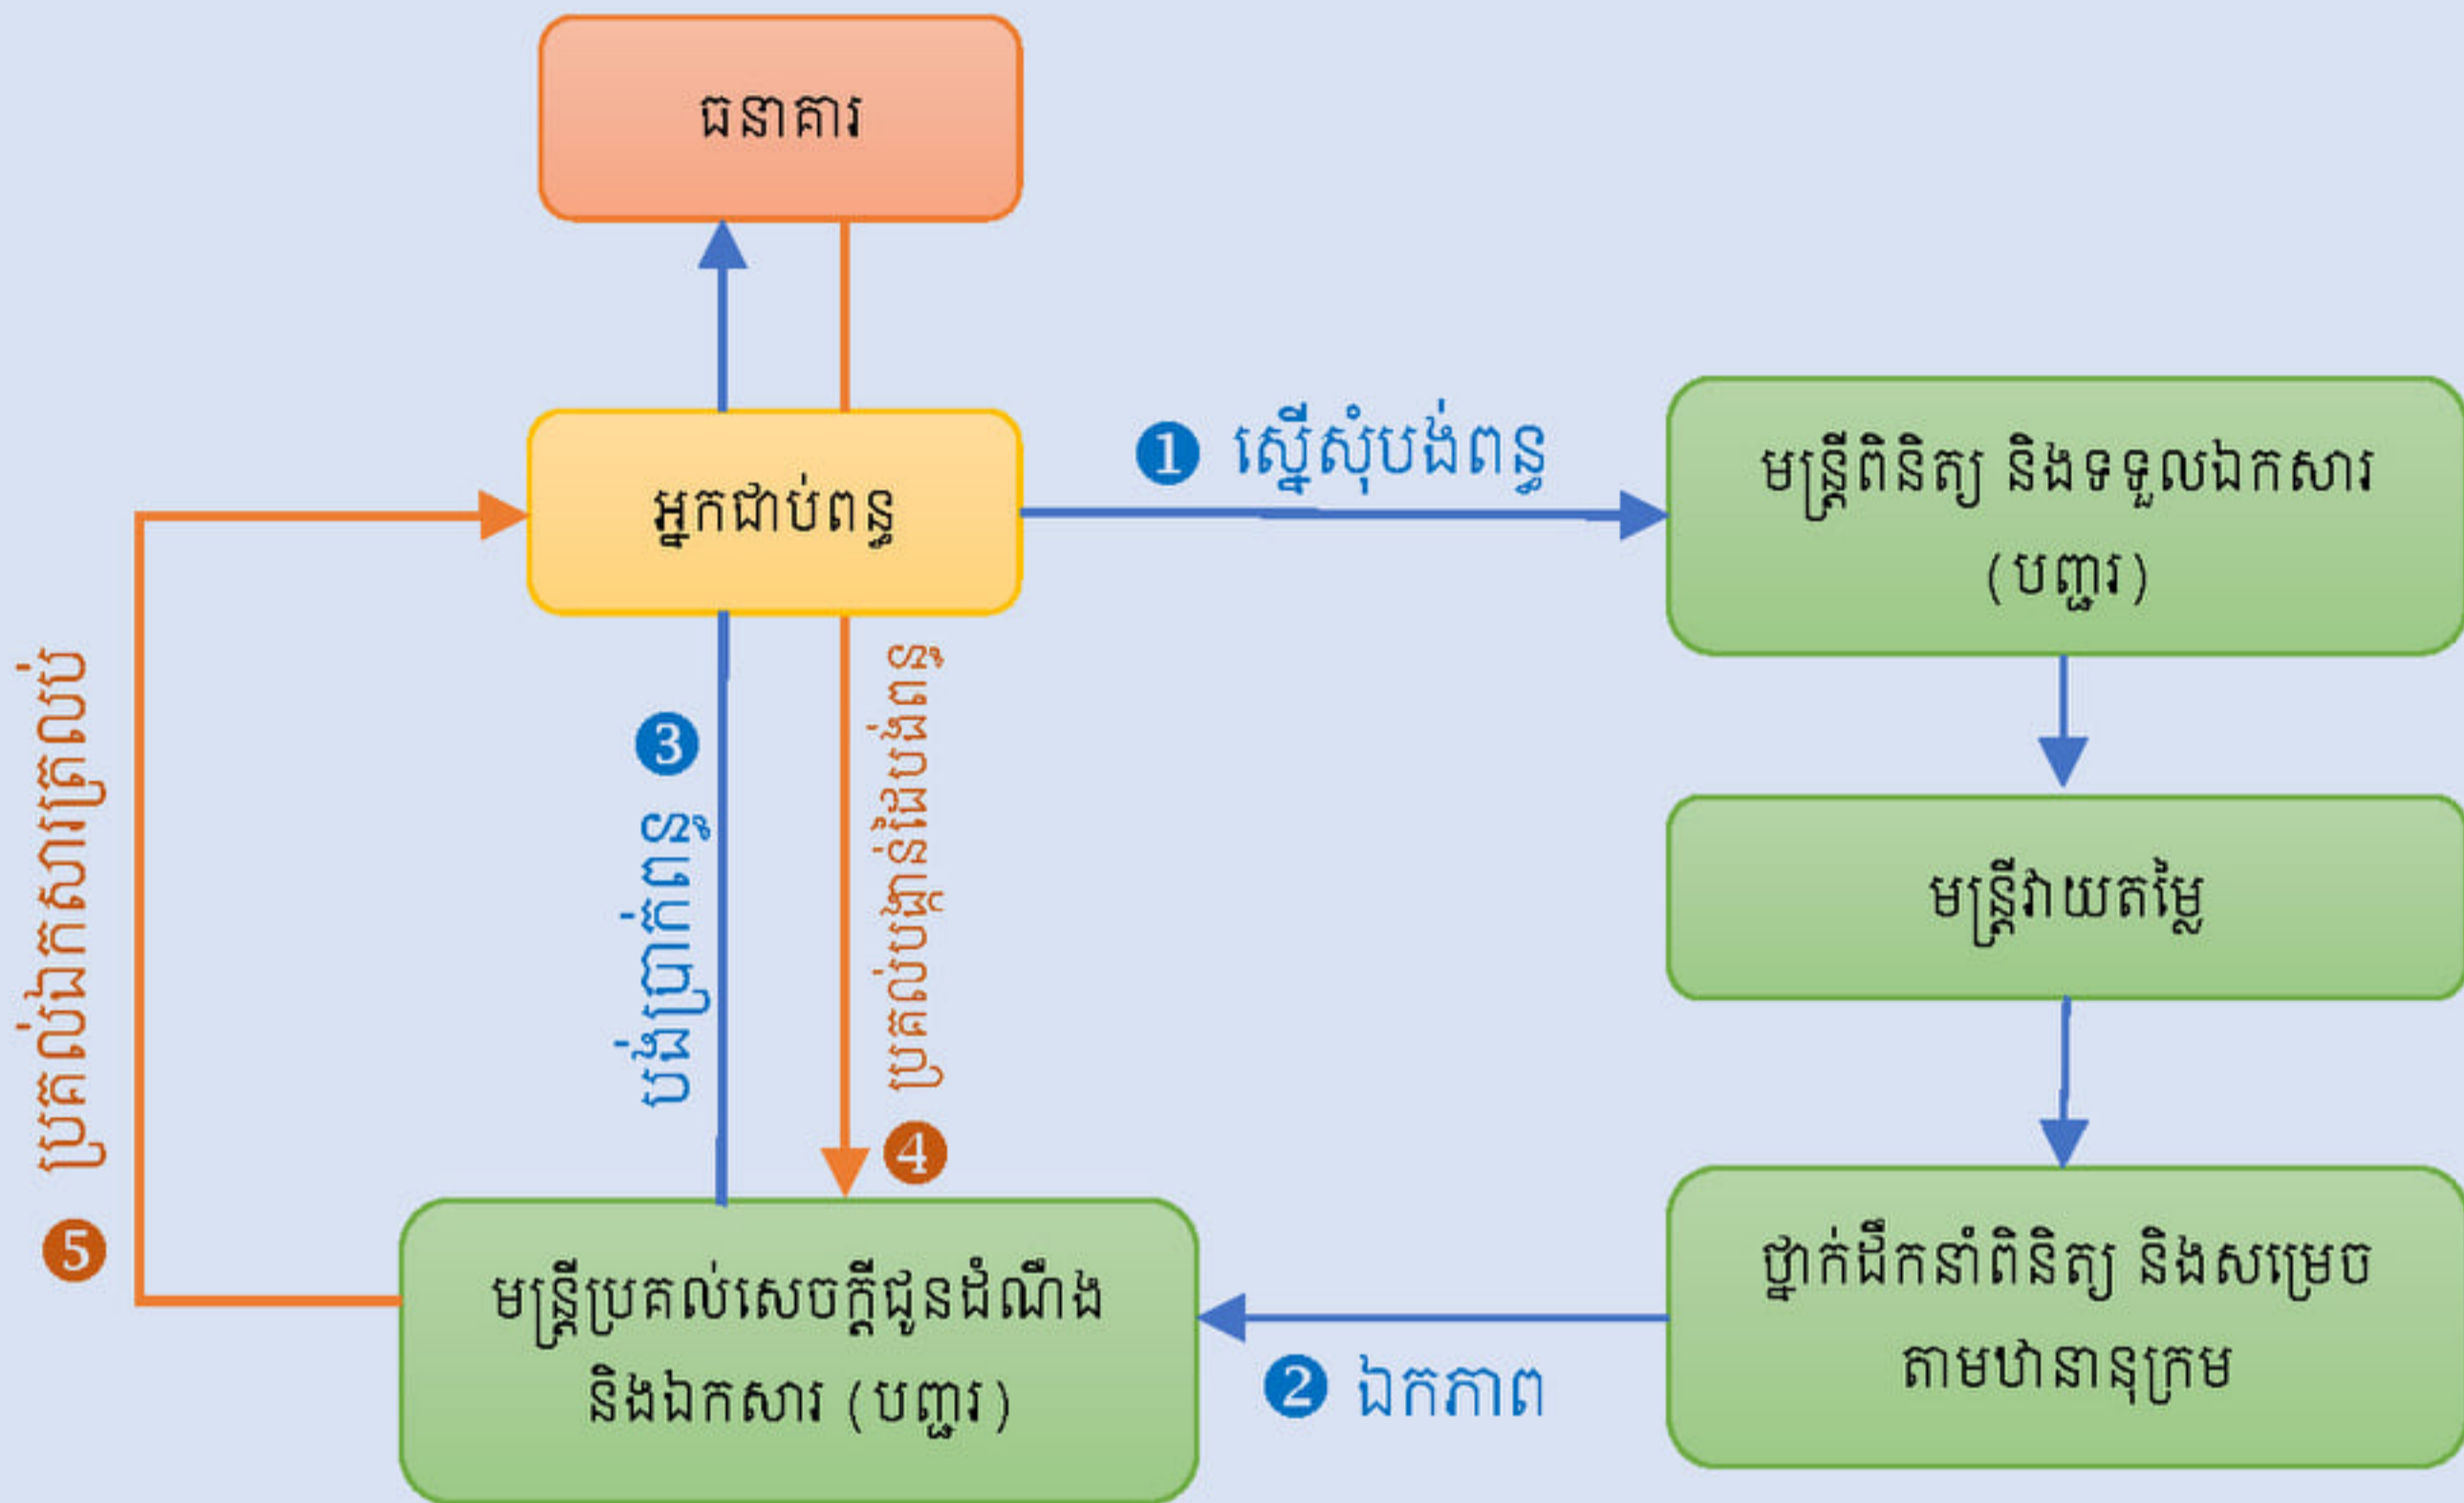 ធនាគារ
អ្នកជាប់ពន្ធ
❶ ស្នើសុំបង់ពន្ធ
មន្ត្រីពិនិត្យ និងទទួលឯកសារ
(បញ្ជរ)
មន្ត្រីវាយតម្លៃ
ថ្នាក់ដឹកនាំពិនិត្យ និងសម្រេច
តាមឋានានុក្រម
❷ ឯកភាព
មន្ត្រីប្រគល់សេចក្តីជូនដំណឹង
និងឯកសារ (បញ្ជរ)
បង់ប្រាក់ពន្ធ ❸
❹ ប្រគល់បង្កាន់ដៃបង់ពន្ធ
❺ ប្រគល់ឯកសារត្រលប់